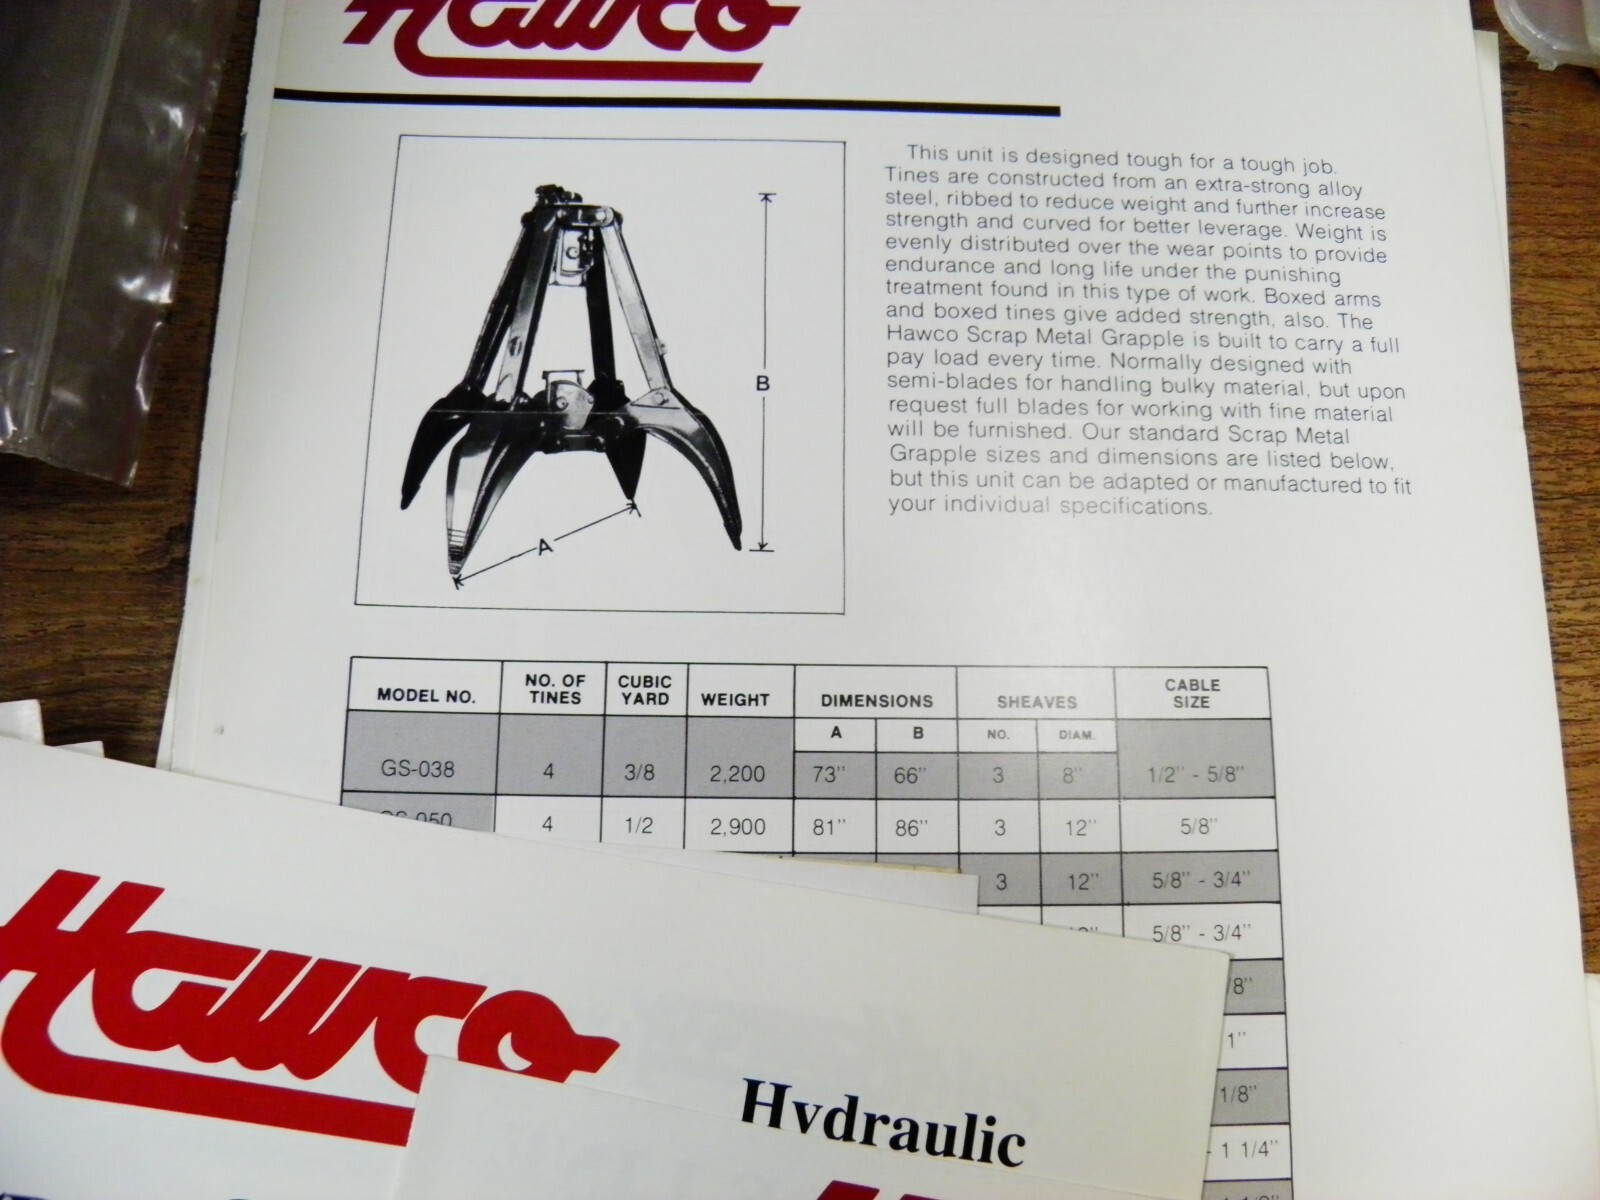 Hawco
This unit is designed tough for a tough job.
Tines are constructed from an extra-strong alloy
steel, ribbed to reduce weight and further increase
strength and curved for better leverage. Weight is
evenly distributed over the wear points to provide
endurance and long life under the punishing
treatment found in this type of work. Boxed arms
and boxed tines give added strength, also. The
Hawco Scrap Metal Grapple is built to carry a full
pay load every time. Normally designed with
semi-blades for handling bulky material, but upon
request full blades for working with fine material
will be furnished. Our standard Scrap Metal
Grapple sizes and dimensions are listed below,
but this unit can be adapted or manufactured to fit
your individual specifications.
B
A
MODEL NO. NO. OF TINES CUBIC YARD WEIGHT DIMENSIONS SHEAVES CABLE SIZE
A B NO. DIAM.
GS-038 4 3/8 2,200 73" 66" 3 8" 1/2" - 5/8"
GS-050 4 1/2 2,900 81" 86" 3 12" 5/8"
3 12" 5/8" - 3/4"
5/8" - 3/4"
/8"
1"
1/8"
- 1 1/4"
Hawco
Hydraulic